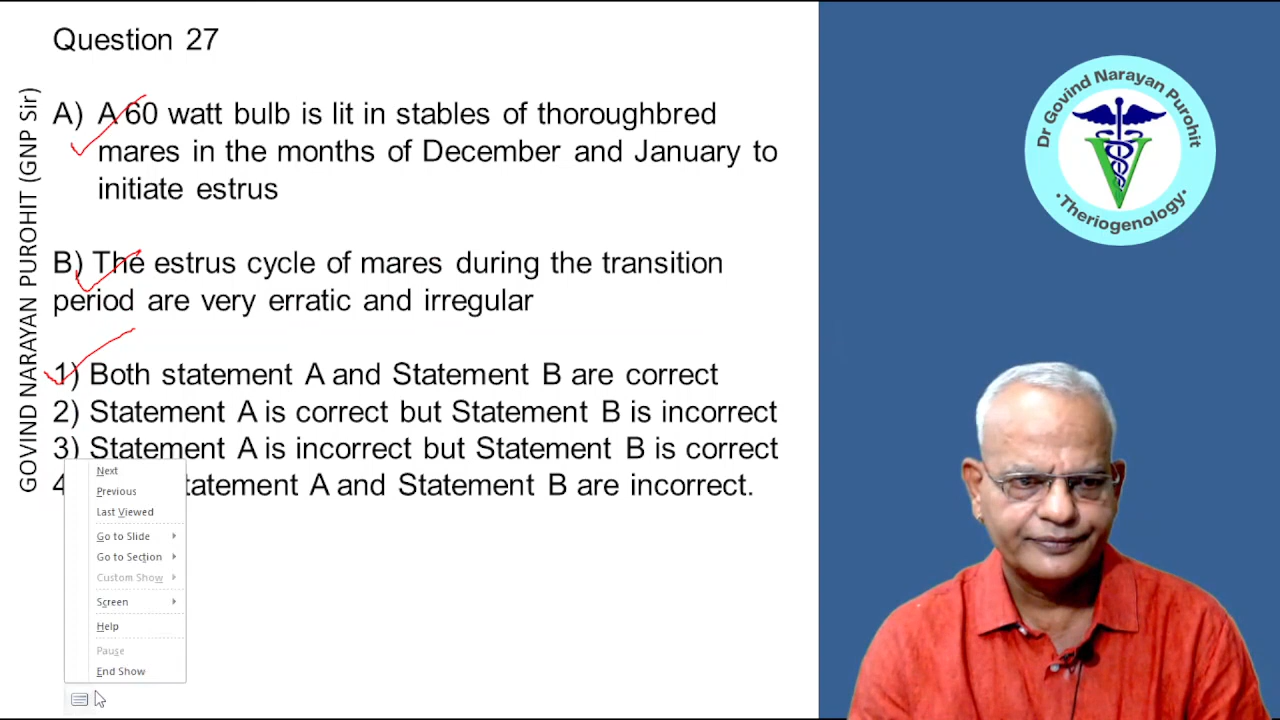 Question 27
A) A 60 watt bulb is lit in stables of thoroughbred
mares in the months of December and January to
initiate estrus
B) The estrus cycle of mares during the transition
period are very erratic and irregular
1) Both statement A and Statement B are correct
2) Statement A is correct but Statement B is incorrect
3) Statement A is incorrect but Statement B is correct
4 tatement A and Statement B are incorrect.
GOVIND NARAYAN PUROHIT (GNP Sir)
Next
Previous
Last Viewed
Go to Slide
Go to Section
Custom Show
Screen
Help
Pause
End Show
Dr Govind Narayan Purohit
V
•Theriogenology•